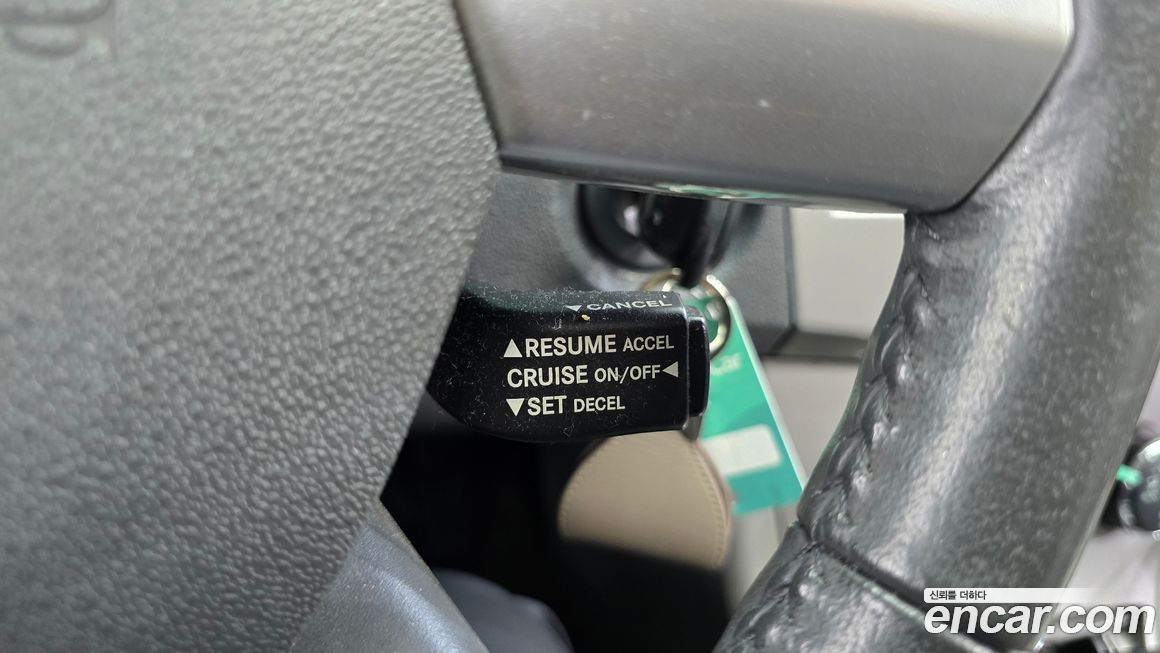 ▼CANCEL
▲RESUME ACCEL
CRUISE ON/OFF◀
▼SET DECEL
신뢰를 더하다
encar.com